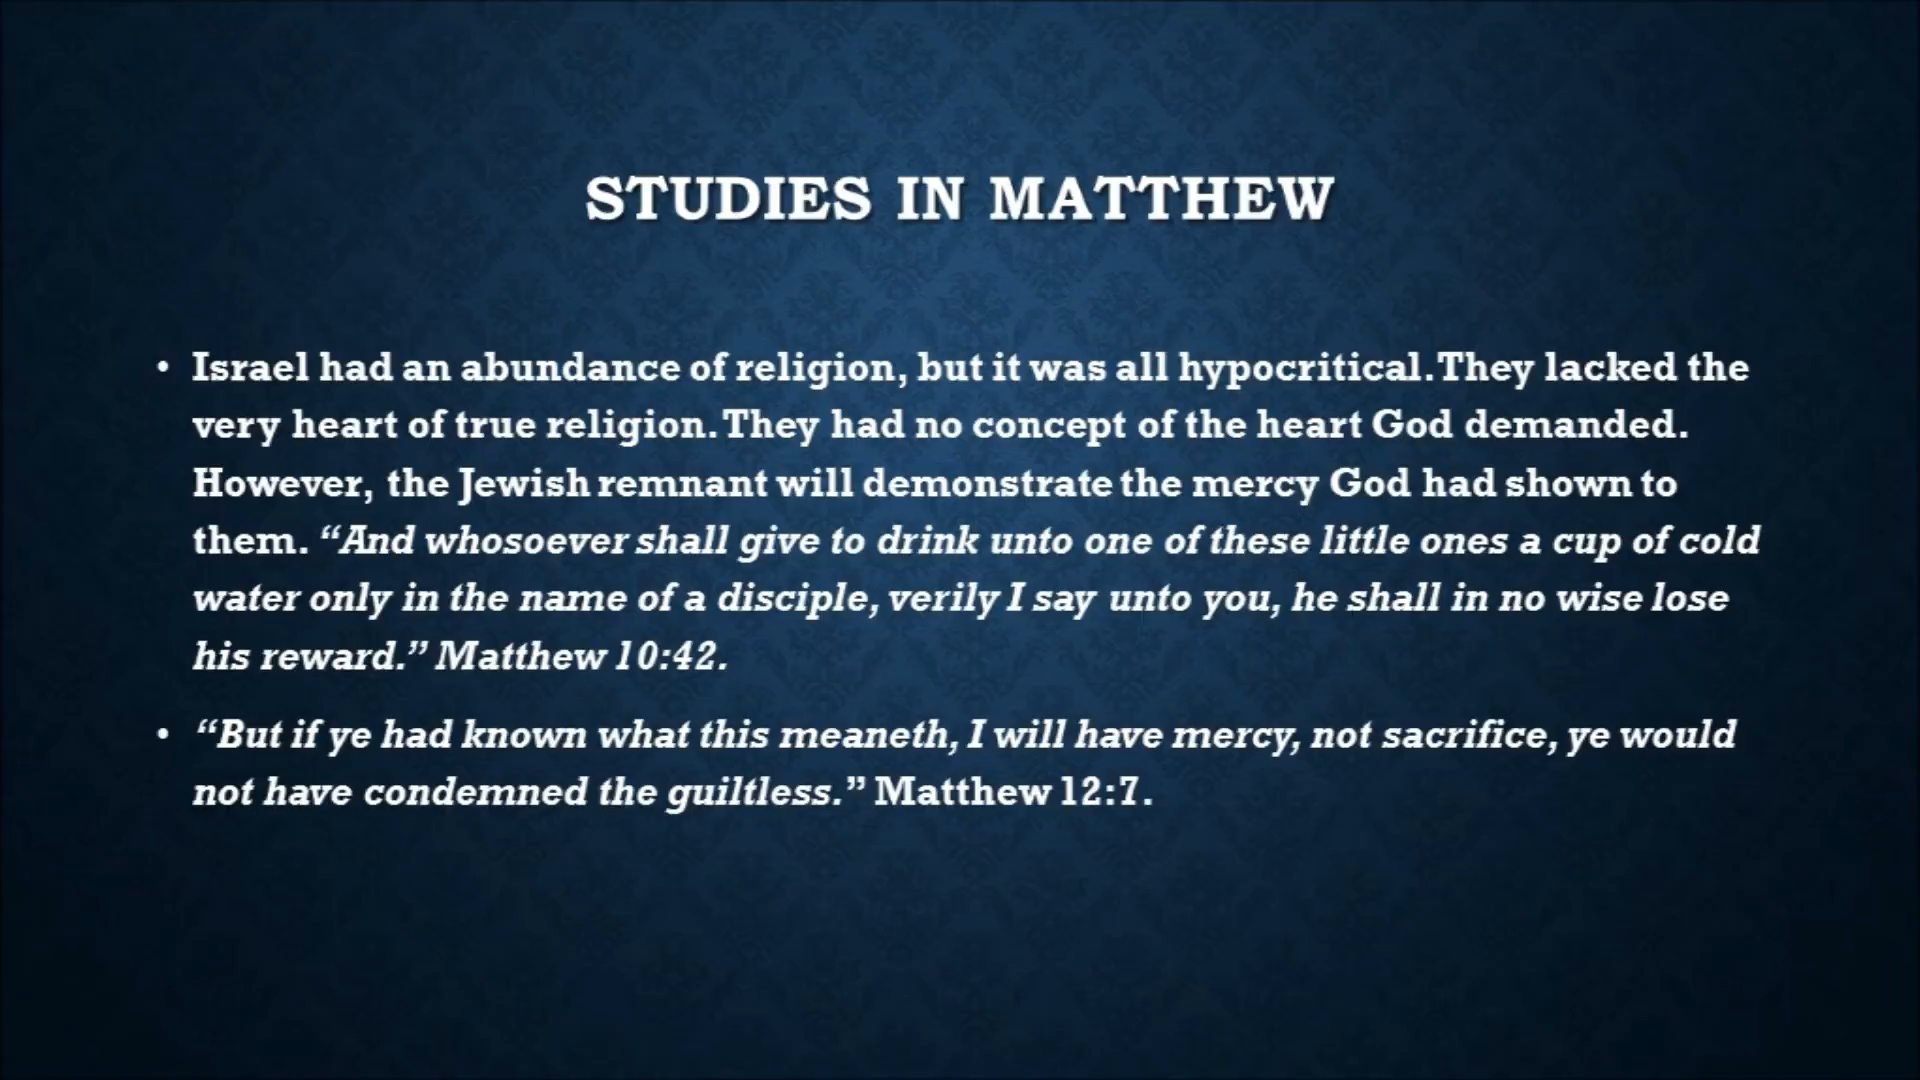 STUDIES IN MATTHEW
• Israel had an abundance of religion, but it was all hypocritical. They lacked the
very heart of true religion. They had no concept of the heart God demanded.
However, the Jewish remnant will demonstrate the mercy God had shown to
them. “And whosoever shall give to drink unto one of these little ones a cup of cold
water only in the name of a disciple, verily I say unto you, he shall in no wise lose
his reward.” Matthew 10:42.
• “But if ye had known what this meaneth, I will have mercy, not sacrifice, ye would
not have condemned the guiltless.” Matthew 12:7.